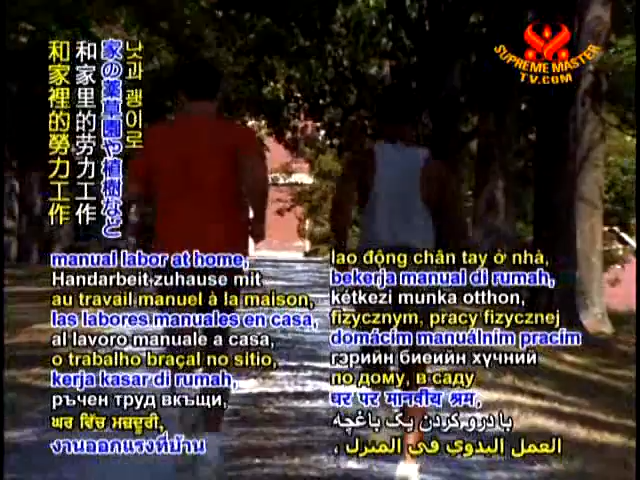 SUPREME MASTER
TV.COM
낫과 괭이로
家の薬草園や植樹など
和家里的劳力工作
和家裡的勞力工作
manual labor at home,
Handarbeit zuhause mit
au travail manuel à la maison,
las labores manuales en casa,
al lavoro manuale a casa,
o trabalho braçal no sitio,
kerja kasar di rumah,
ръчен труд вкъщи,
ਘਰ ਵਿੱਚ ਮਜ਼ਦੂਰੀ,
งานออกแรงที่บ้าน
lao động chân tay ở nhà,
bekerja manual di rumah,
kétkezi munka otthon,
fizycznym, pracy fizycznej
domácím manuálním pracím
гэрийн биеийн хүчний
по дому, в саду
घर पर मानवीय श्रम,
با درو کردن یک باغچه
العمل اليدوي في المنزل ،